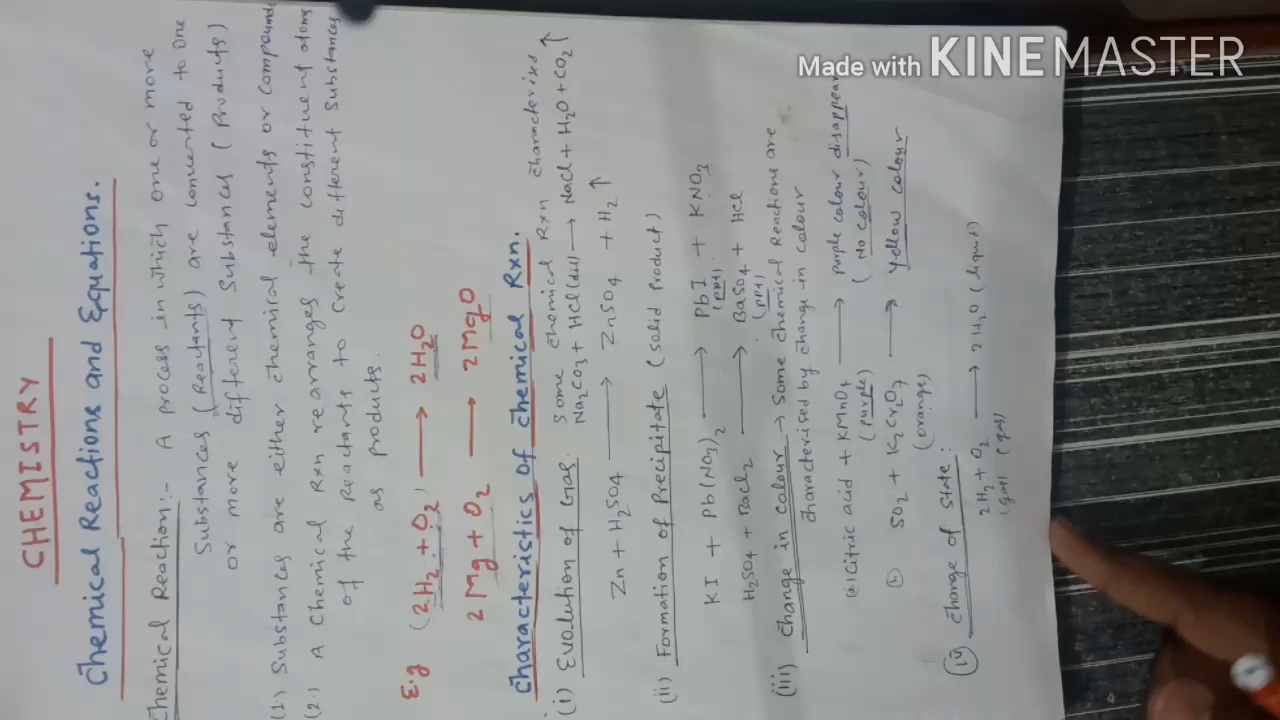 Made with KINEMASTER
CHEMISTRY
Chemical Reactions and Equations.
Chemical Reaction:- A process in which one or more
Substances (Reactants) are converted to one
or more different Substances (Products)
(1) Substances are either chemical elements or compounds
(2.) A Chemical Rxn rearranges the constituent atoms
of the Reactants to create different Substances
as products.
E.g (2H2 + O2) ⟶ 2H2O
2Mg + O2 ⟶ 2MgO
Characteristics of Chemical Rxn.
(i) Evolution of Gas. Some chemical Rxn characterised
Na2CO3 + HCl(dil) ⟶ NaCl + H2O + CO2↑
Zn + H2SO4 ⟶ ZnSO4 + H2↑
(ii) Formation of Precipitate (Solid Product)
KI + Pb(NO3)2 ⟶ PbI + KNO3
(PPt)
H2SO4 + BaCl2 ⟶ BaSO4 + HCl
(PPt)
(iii) Change in colour → Some chemical Reactions are
characterised by change in colour
(a) Citric acid + KMnO4 ⟶ purple colour disappear
(purple) (No colour)
(b) SO2 + K2Cr2O7 ⟶ Yellow colour
(orange)
(iv) Change of State:
2H2 + O2 ⟶ 2H2O (liquid)
(gas) (gas)